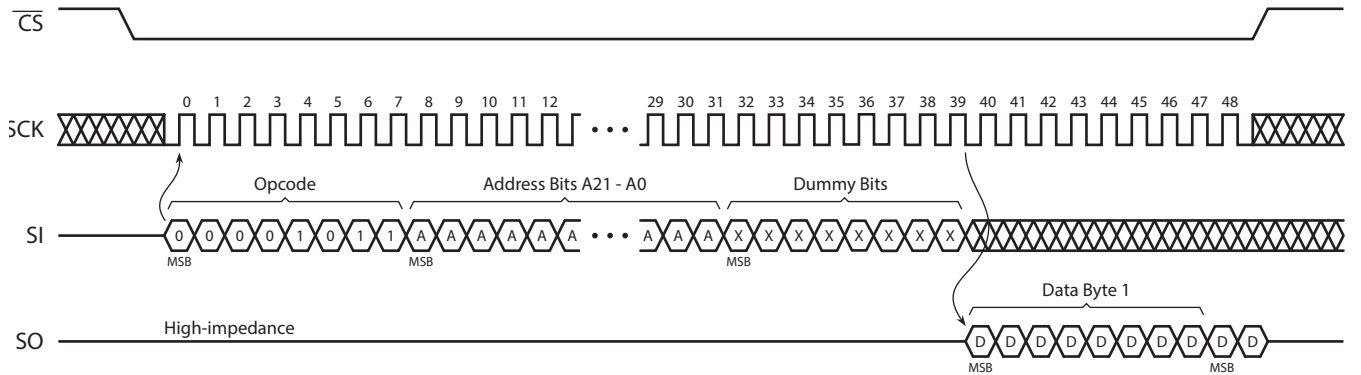 CS
0 1 2 3 4 5 6 7 8 9 10 11 12 29 30 31 32 33 34 35 36 37 38 39 40 41 42 43 44 45 46 47 48
SCK
• • •
Opcode Address Bits A21 - A0 Dummy Bits
SI 0 0 0 0 1 0 1 1 A A A A A A • • • A A A X X X X X X X X
MSB MSB MSB
Data Byte 1
High-impedance
SO D D D D D D D D D D
MSB MSB